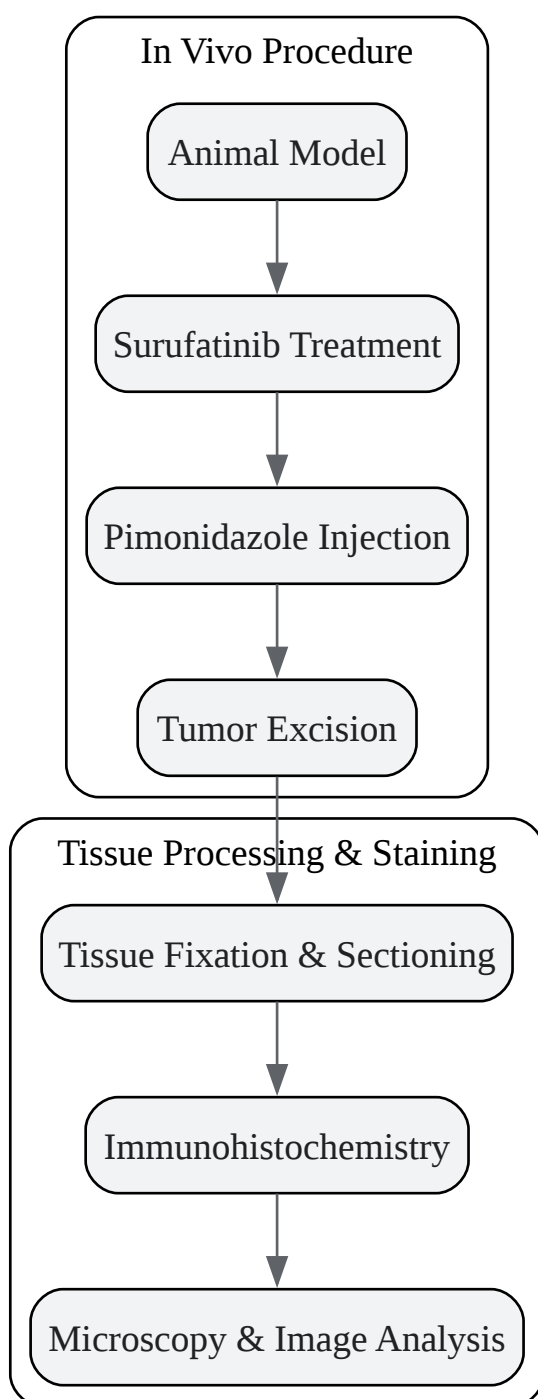 In Vivo Procedure
Animal Model
Surufatinib Treatment
Pimonidazole Injection
Tumor Excision
Tissue Processing & Staining
Tissue Fixation & Sectioning
Immunohistochemistry
Microscopy & Image Analysis